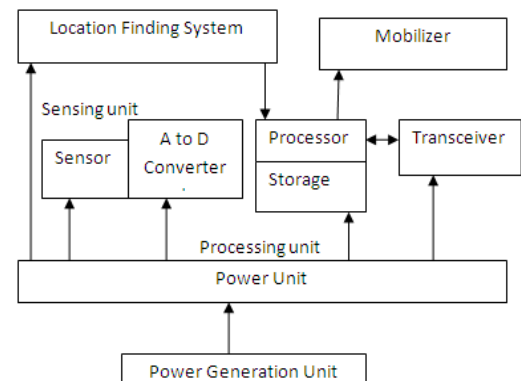 Location Finding System
Mobilizer
Sensing unit
Sensor
A to D
Converter
Processor
Storage
Transceiver
Processing unit
Power Unit
Power Generation Unit